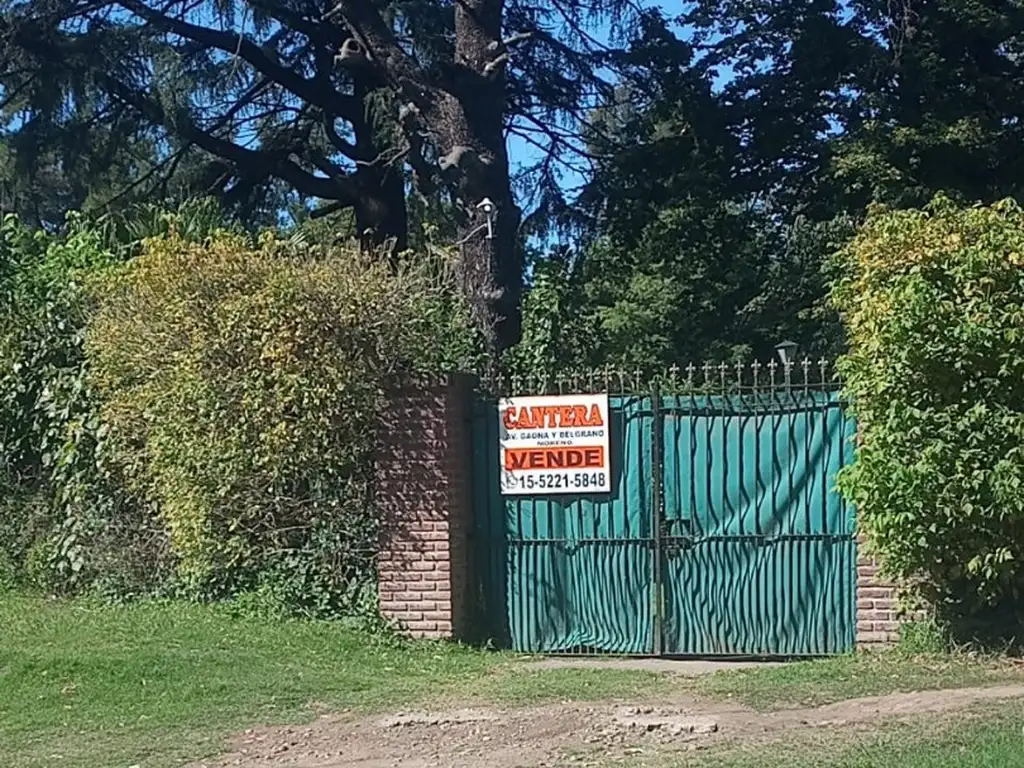 CANTERA
AV. GAONA Y BELGRANO
MORENO
VENDE
15-5221-5848